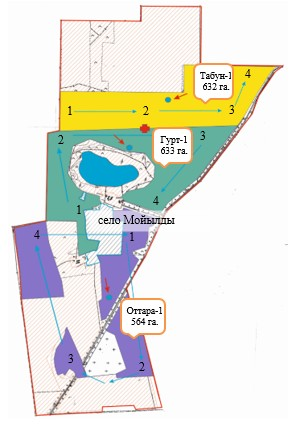 Табун-1
632 га.
4
1
2
3
2
Гурт-1
633 га.
3
4
1
село Мойылды
4
1
Оттара-1
564 га.
3
2